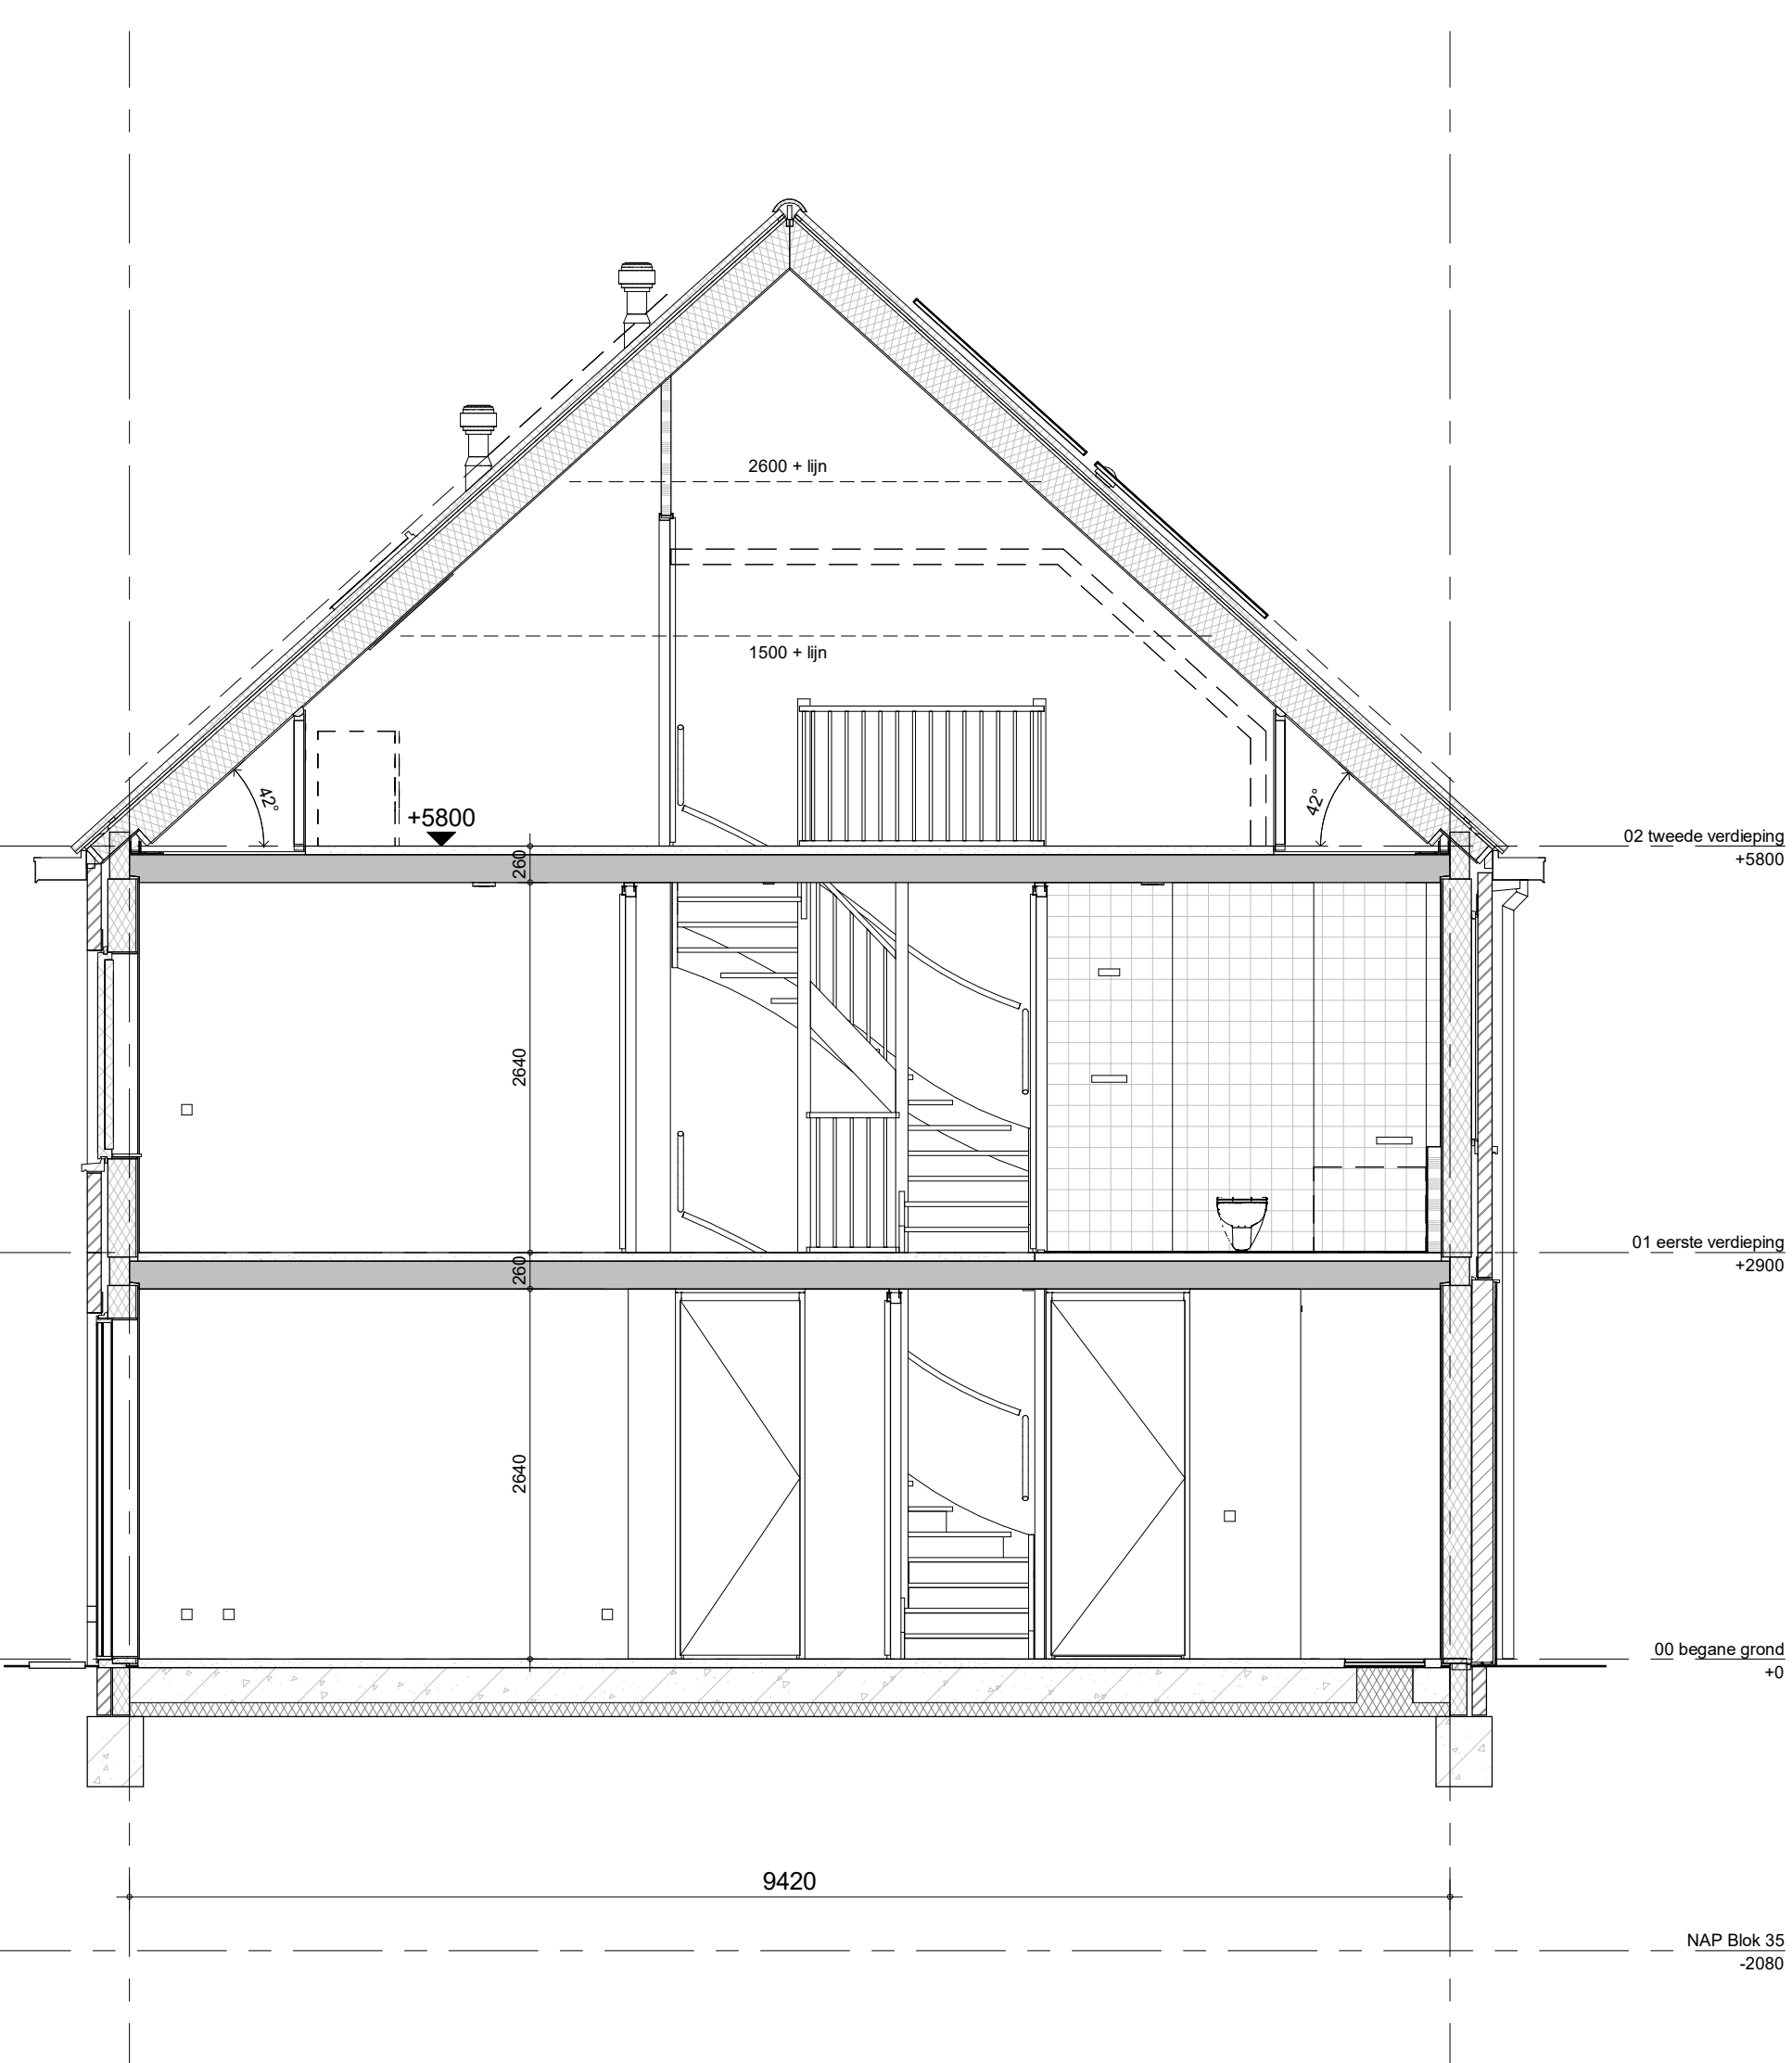 2600 + lijn
1500 + lijn
42°
42°
+5800
02 tweede verdieping
+5800
260
2640
01 eerste verdieping
+2900
260
2640
00 begane grond
+0
9420
NAP Blok 35
-2080